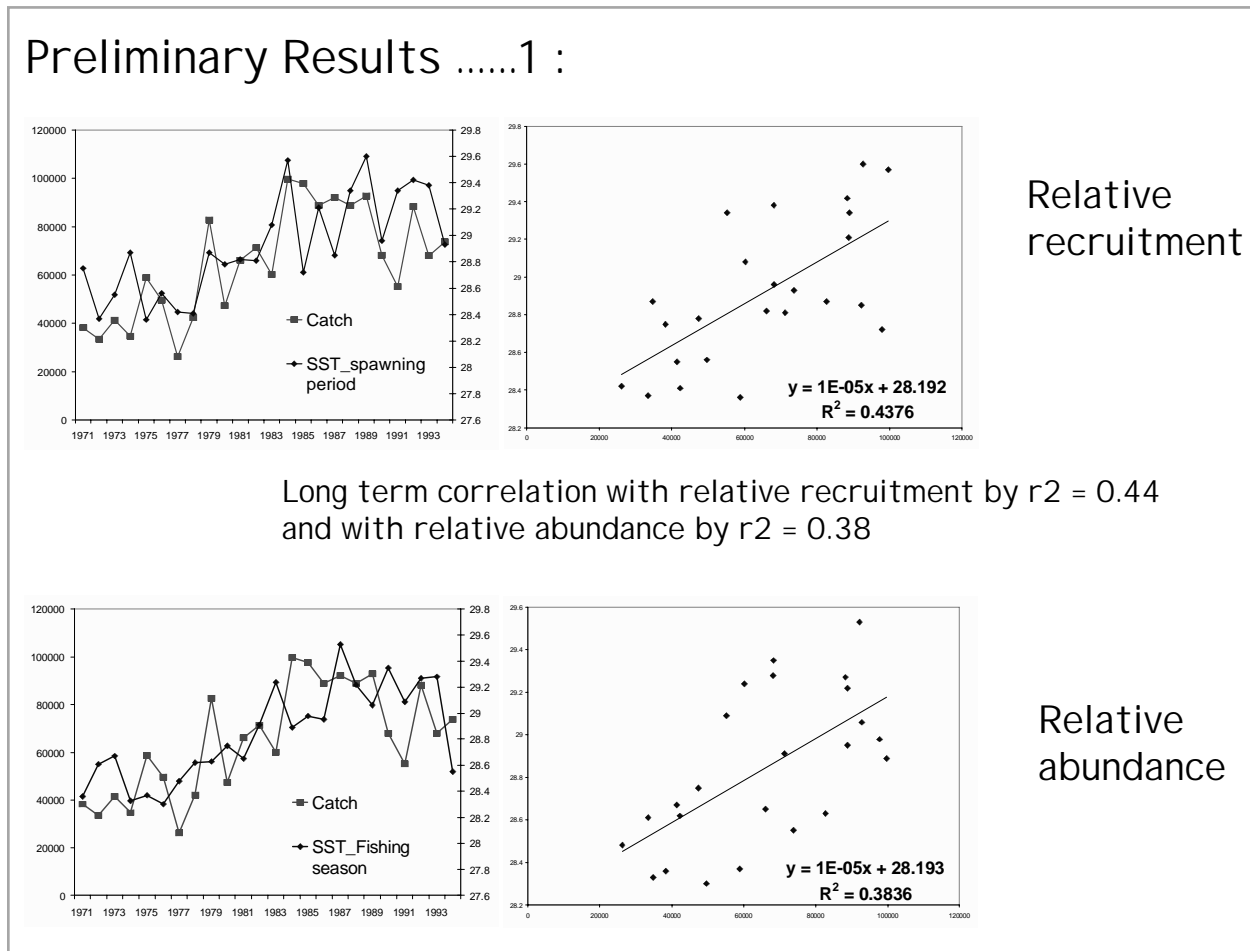 Preliminary Results ......1 :
120000
100000
80000
60000
40000
20000
0
29.8
29.6
29.4
29.2
29
28.8
28.6
28.4
28.2
28
27.8
27.6
1971 1973 1975 1977 1979 1981 1983 1985 1987 1989 1991 1993
Catch
SST_spawning
period
29.8
29.6
29.4
29.2
29
28.8
28.6
28.4
28.2
0 20000 40000 60000 80000 100000 120000
y = 1E-05x + 28.192
R² = 0.4376
Relative
recruitment
Long term correlation with relative recruitment by r2 = 0.44
and with relative abundance by r2 = 0.38
120000
100000
80000
60000
40000
20000
0
29.8
29.6
29.4
29.2
29
28.8
28.6
28.4
28.2
28
27.8
27.6
1971 1973 1975 1977 1979 1981 1983 1985 1987 1989 1991 1993
Catch
SST_Fishing
season
29.6
29.4
29.2
29
28.8
28.6
28.4
28.2
0 20000 40000 60000 80000 100000 120000
y = 1E-05x + 28.193
R² = 0.3836
Relative
abundance